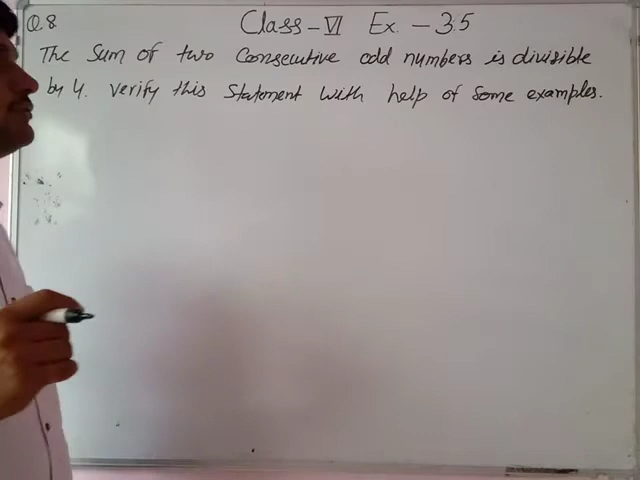 Q 8 Class - VI Ex. - 3.5
The Sum of two Consecutive odd numbers is divisible
by 4. Verify this Statement with help of Some examples.